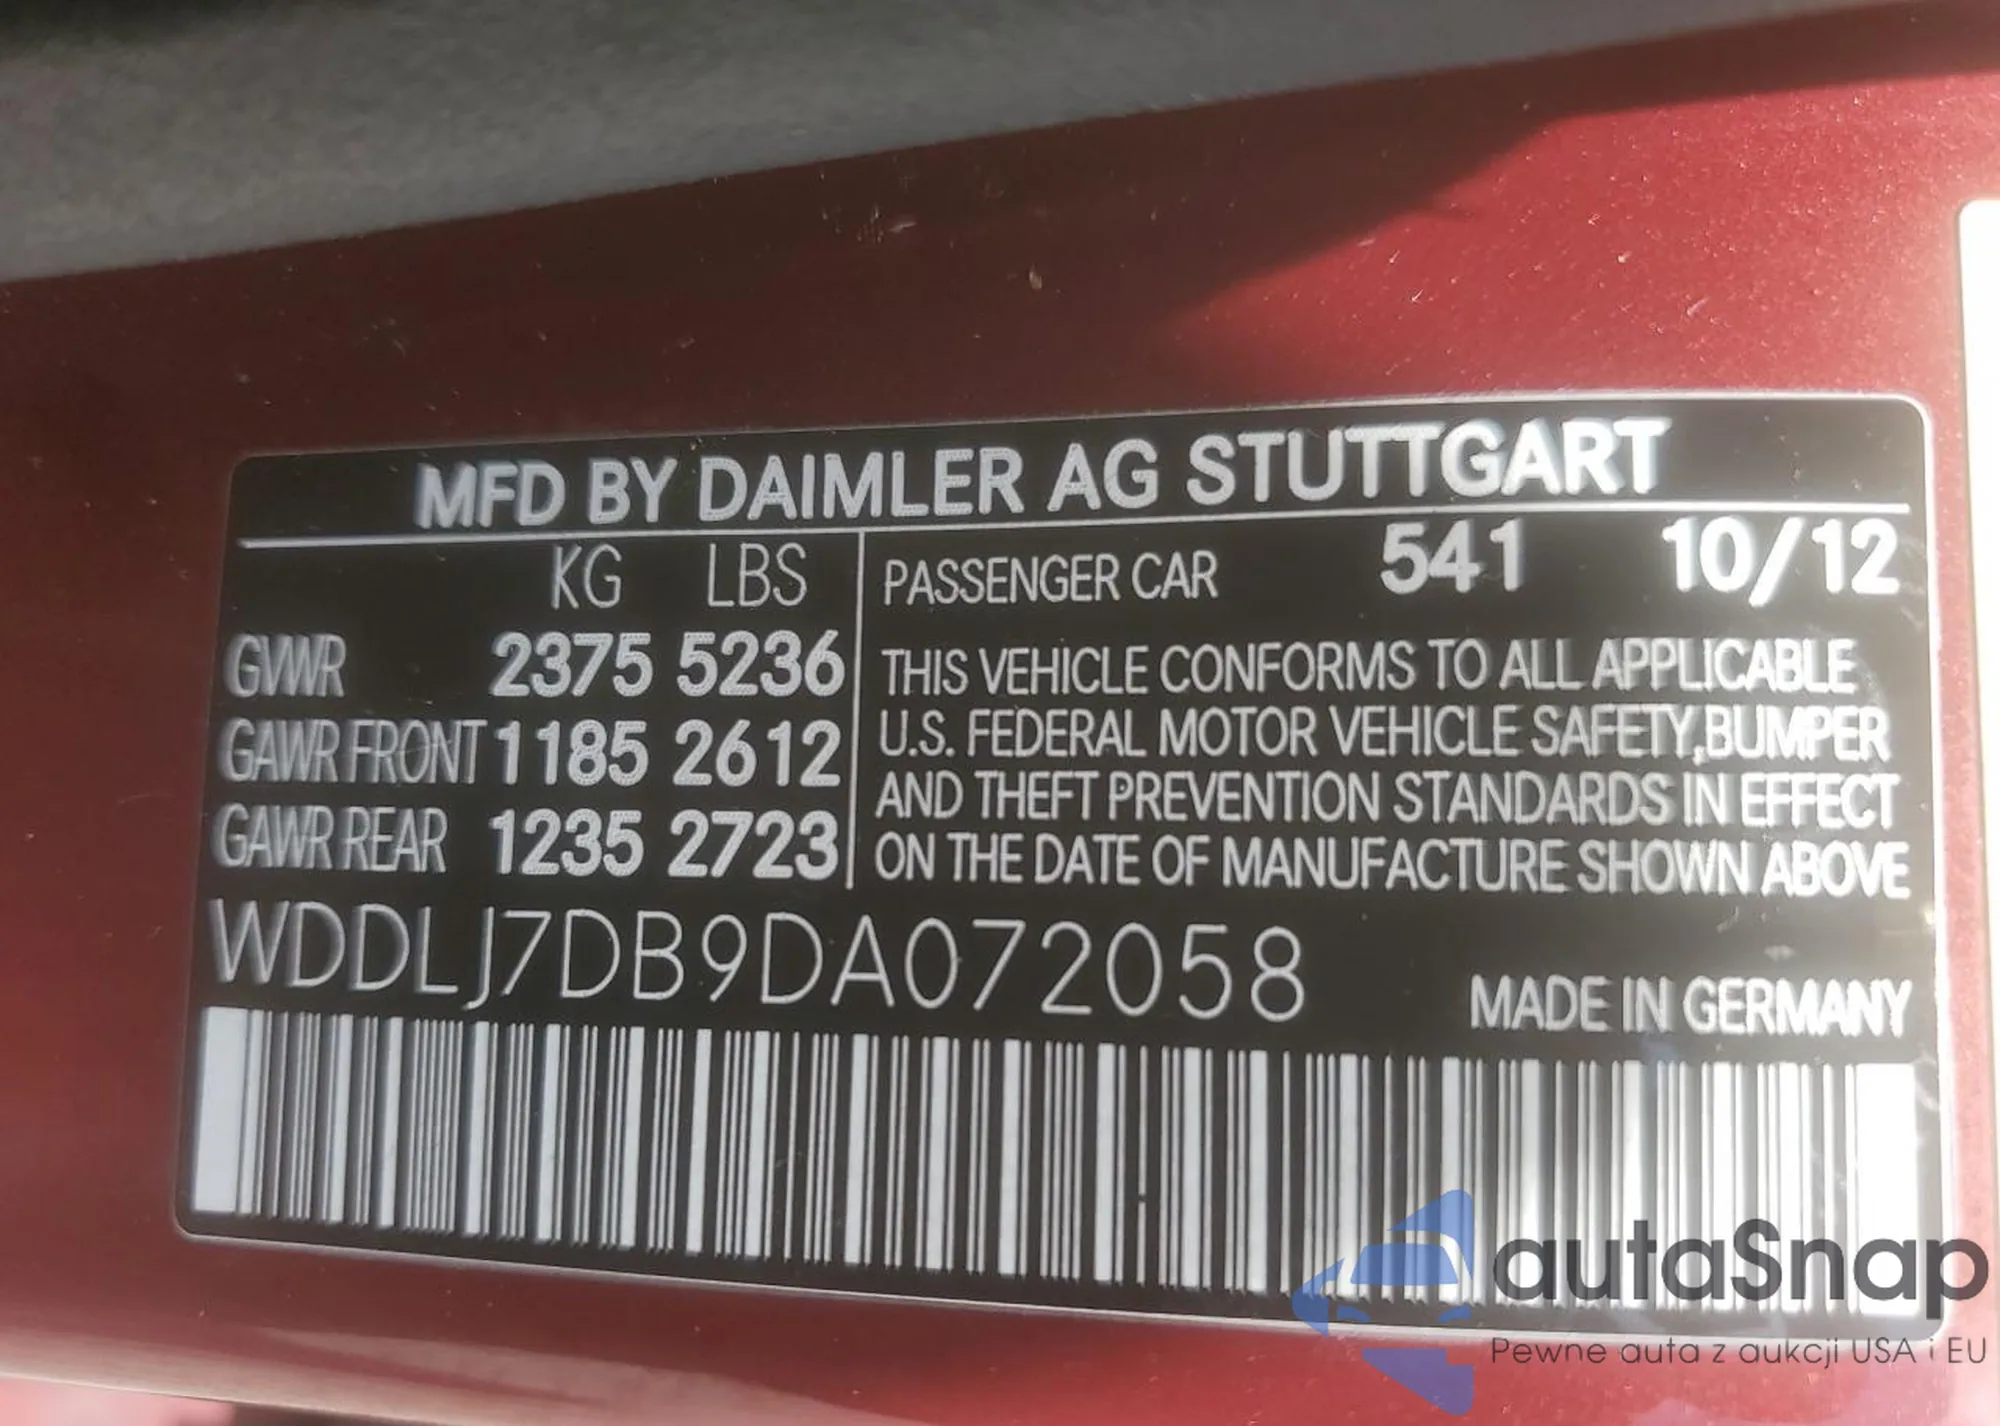 MFD BY DAIMLER AG STUTTGART
KG LBS
GVWR 2375 5236
GAWR FRONT 1185 2612
GAWR REAR 1235 2723
PASSENGER CAR 541 10/12
THIS VEHICLE CONFORMS TO ALL APPLICABLE
U.S. FEDERAL MOTOR VEHICLE SAFETY,BUMPER
AND THEFT PREVENTION STANDARDS IN EFFECT
ON THE DATE OF MANUFACTURE SHOWN ABOVE
WDDLJ7DB9DA072058
MADE IN GERMANY
autaSnap
Pewne auta z aukcji USA i EU